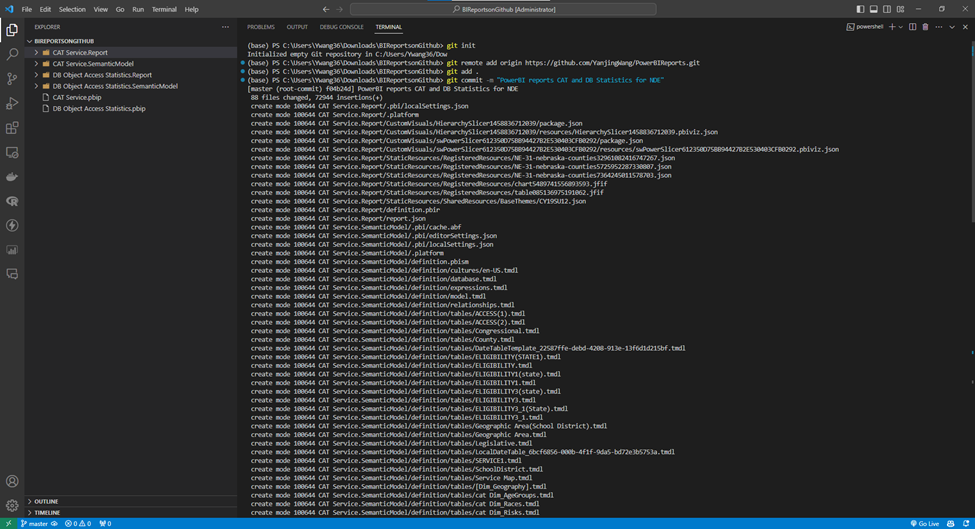 File Edit Selection View Go Run Terminal Help
BIReportsonGithub [Administrator]
EXPLORER
BIREPORTSONGITHUB
CAT Service.Report
CAT Service.SemanticModel
DB Object Access Statistics.Report
DB Object Access Statistics.SemanticModel
CAT Service.pbip
DB Object Access Statistics.pbip
OUTLINE
TIMELINE
PROBLEMS OUTPUT DEBUG CONSOLE TERMINAL
powershell
(base) PS C:\Users\Ywang36\Downloads\BIReportsonGithub> git init
Initialized empty Git repository in C:/Users/Ywang36/Dow
(base) PS C:\Users\Ywang36\Downloads\BIReportsonGithub> git remote add origin https://github.com/YanjingWang/PowerBIReports.git
(base) PS C:\Users\Ywang36\Downloads\BIReportsonGithub> git add .
(base) PS C:\Users\Ywang36\Downloads\BIReportsonGithub> git commit -m "PowerBI reports CAT and DB Statistics for NDE"
[master (root-commit) f04b24d] PowerBI reports CAT and DB Statistics for NDE
88 files changed, 72944 insertions(+)
create mode 100644 CAT Service.Report/.pbi/localSettings.json
create mode 100644 CAT Service.Report/.platform
create mode 100644 CAT Service.Report/CustomVisuals/HierarchySlicer1458836712039/package.json
create mode 100644 CAT Service.Report/CustomVisuals/HierarchySlicer1458836712039/resources/HierarchySlicer1458836712039.pbiviz.json
create mode 100644 CAT Service.Report/CustomVisuals/swPowerSlicer612350D75BB94427B2E530403CFB0292/package.json
create mode 100644 CAT Service.Report/CustomVisuals/swPowerSlicer612350D75BB94427B2E530403CFB0292/resources/swPowerSlicer612350D75BB94427B2E530403CFB0292.pbiviz.json
create mode 100644 CAT Service.Report/StaticResources/RegisteredResources/NE-31-nebraska-counties32961082416747267.json
create mode 100644 CAT Service.Report/StaticResources/RegisteredResources/NE-31-nebraska-counties5725952287330807.json
create mode 100644 CAT Service.Report/StaticResources/RegisteredResources/NE-31-nebraska-counties7364245011578703.json
create mode 100644 CAT Service.Report/StaticResources/RegisteredResources/chart5489741556893593.jfif
create mode 100644 CAT Service.Report/StaticResources/RegisteredResources/table085136975191062.jfif
create mode 100644 CAT Service.Report/StaticResources/SharedResources/BaseThemes/CY19SU12.json
create mode 100644 CAT Service.Report/definition.pbir
create mode 100644 CAT Service.Report/report.json
create mode 100644 CAT Service.SemanticModel/.pbi/cache.abf
create mode 100644 CAT Service.SemanticModel/.pbi/editorSettings.json
create mode 100644 CAT Service.SemanticModel/.pbi/localSettings.json
create mode 100644 CAT Service.SemanticModel/.platform
create mode 100644 CAT Service.SemanticModel/definition.pbism
create mode 100644 CAT Service.SemanticModel/definition/cultures/en-US.tmdl
create mode 100644 CAT Service.SemanticModel/definition/database.tmdl
create mode 100644 CAT Service.SemanticModel/definition/expressions.tmdl
create mode 100644 CAT Service.SemanticModel/definition/model.tmdl
create mode 100644 CAT Service.SemanticModel/definition/relationships.tmdl
create mode 100644 CAT Service.SemanticModel/definition/tables/ACCESS(1).tmdl
create mode 100644 CAT Service.SemanticModel/definition/tables/ACCESS(2).tmdl
create mode 100644 CAT Service.SemanticModel/definition/tables/Congressional.tmdl
create mode 100644 CAT Service.SemanticModel/definition/tables/County.tmdl
create mode 100644 CAT Service.SemanticModel/definition/tables/DateTableTemplate_22587ffe-debd-4208-913e-13f6d1d215bf.tmdl
create mode 100644 CAT Service.SemanticModel/definition/tables/ELIGIBILITY(STATE1).tmdl
create mode 100644 CAT Service.SemanticModel/definition/tables/ELIGIBILITY.tmdl
create mode 100644 CAT Service.SemanticModel/definition/tables/ELIGIBILITY1(state).tmdl
create mode 100644 CAT Service.SemanticModel/definition/tables/ELIGIBILITY1.tmdl
create mode 100644 CAT Service.SemanticModel/definition/tables/ELIGIBILITY3(state).tmdl
create mode 100644 CAT Service.SemanticModel/definition/tables/ELIGIBILITY3.tmdl
create mode 100644 CAT Service.SemanticModel/definition/tables/ELIGIBILITY3_1(State).tmdl
create mode 100644 CAT Service.SemanticModel/definition/tables/ELIGIBILITY3_1.tmdl
create mode 100644 CAT Service.SemanticModel/definition/tables/Geographic Area(School District).tmdl
create mode 100644 CAT Service.SemanticModel/definition/tables/Geographic Area.tmdl
create mode 100644 CAT Service.SemanticModel/definition/tables/Legislative.tmdl
create mode 100644 CAT Service.SemanticModel/definition/tables/LocalDateTable_6bcf6856-000b-4f1f-9da5-bd72e3b5753a.tmdl
create mode 100644 CAT Service.SemanticModel/definition/tables/SERVICE1.tmdl
create mode 100644 CAT Service.SemanticModel/definition/tables/SchoolDistrict.tmdl
create mode 100644 CAT Service.SemanticModel/definition/tables/Service Map.tmdl
create mode 100644 CAT Service.SemanticModel/definition/tables/[Dim_Geography].tmdl
create mode 100644 CAT Service.SemanticModel/definition/tables/cat Dim_AgeGroups.tmdl
create mode 100644 CAT Service.SemanticModel/definition/tables/cat Dim_Races.tmdl
create mode 100644 CAT Service.SemanticModel/definition/tables/cat Dim_Risks.tmdl
master 0 0 0 Go Live